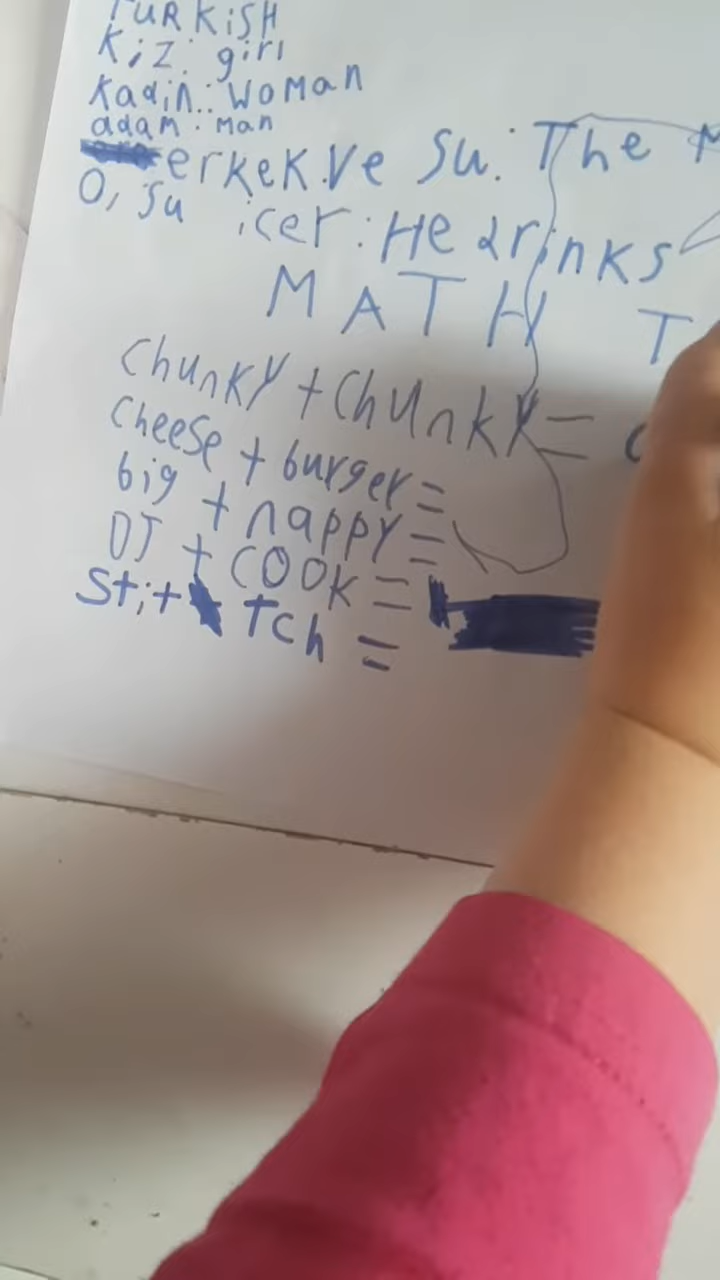 TURKiSH
Kiz: girl
Kadin: woman
adam: man
erkek.ve su: The
O, su icer: He drinks
MATH T
Chunky + Chunky =
Cheese + burger =
big + nappy =
DJ + COOK =
Sti + tch =